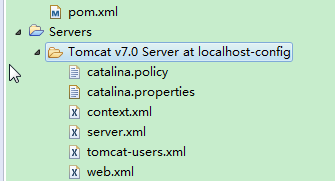 pom.xml
Servers
Tomcat v7.0 Server at localhost-config
catalina.policy
catalina.properties
context.xml
server.xml
tomcat-users.xml
web.xml